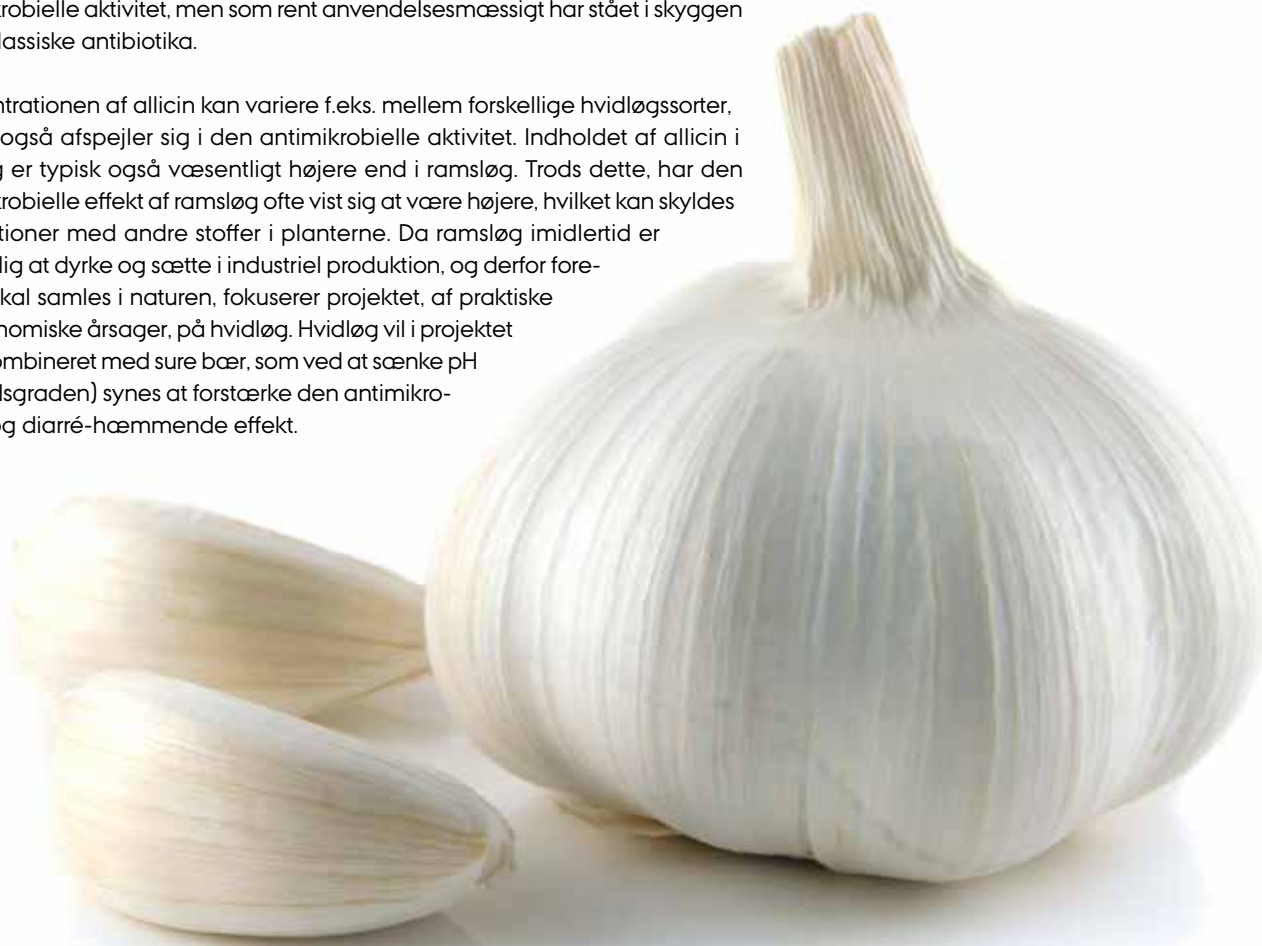 robielle aktivitet, men som rent anvendelsesmæssigt har stået i skyggen
lassiske antibiotika.
ntrationen af allicin kan variere f.eks. mellem forskellige hvidløgssorter,
også afspejler sig i den antimikrobielle aktivitet. Indholdet af allicin i
g er typisk også væsentligt højere end i ramsløg. Trods dette, har den
robielle effekt af ramsløg ofte vist sig at være højere, hvilket kan skyldes
tioner med andre stoffer i planterne. Da ramsløg imidlertid er
lig at dyrke og sætte i industriel produktion, og derfor fore-
kal samles i naturen, fokuserer projektet, af praktiske
nomiske årsager, på hvidløg. Hvidløg vil i projektet
ombineret med sure bær, som ved at sænke pH
dsgraden) synes at forstærke den antimikro-
g diarré-hæmmende effekt.